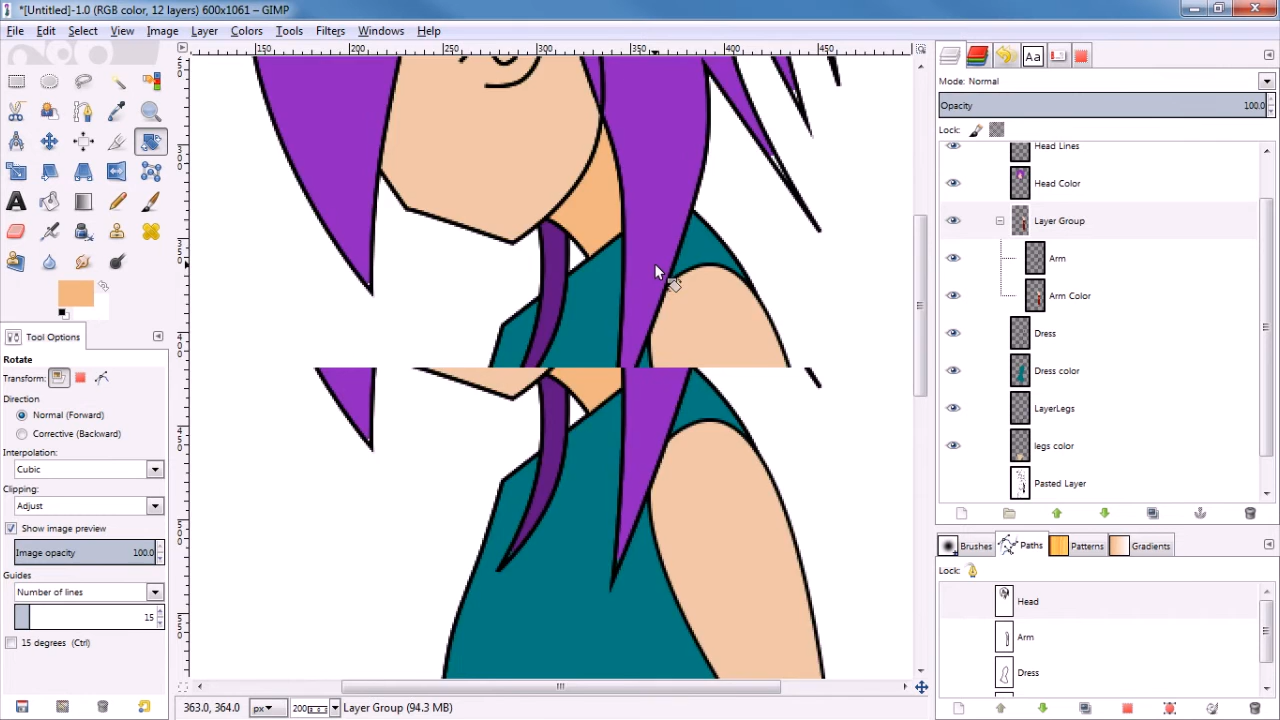 *[Untitled]-1.0 (RGB color, 12 layers) 600x1061 – GIMP
File Edit Select View Image Layer Colors Tools Filters Windows Help
150 200 250 300 350 400 450
Mode: Normal
Opacity 100.0
Lock:
Head Lines
Head Color
Layer Group
Arm
Arm Color
Dress
Dress color
LayerLegs
legs color
Pasted Layer
Tool Options
Rotate
Transform:
Direction
Normal (Forward)
Corrective (Backward)
Interpolation:
Cubic
Clipping:
Adjust
Show image preview
Image opacity 100.0
Guides
Number of lines
15
15 degrees (Ctrl)
Brushes Paths Patterns Gradients
Lock:
Head
Arm
Dress
363.0, 364.0 px 200 Layer Group (94.3 MB)